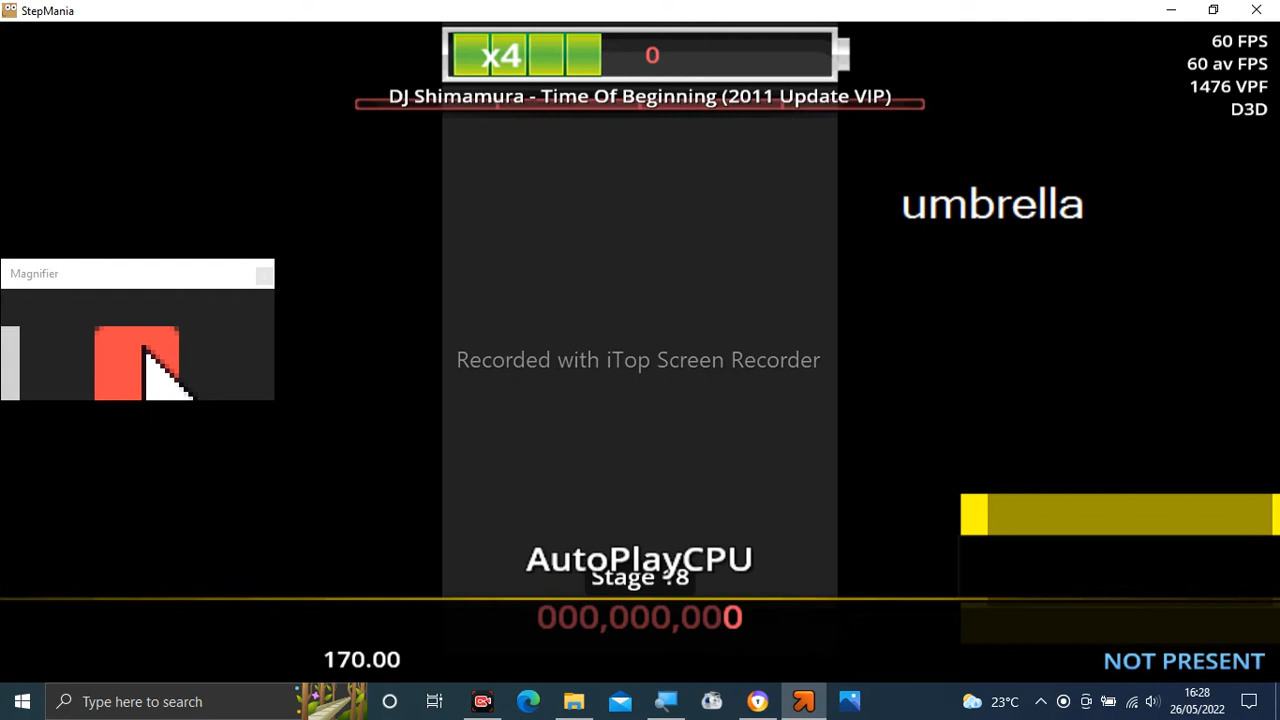 StepMania
60 FPS
60 av FPS
1476 VPF
D3D
x4
0
DJ Shimamura - Time Of Beginning (2011 Update VIP)
umbrella
Magnifier
Recorded with iTop Screen Recorder
AutoPlayCPU
Stage
000,000,000
170.00
NOT PRESENT
Type here to search
23°C
16:28
26/05/2022